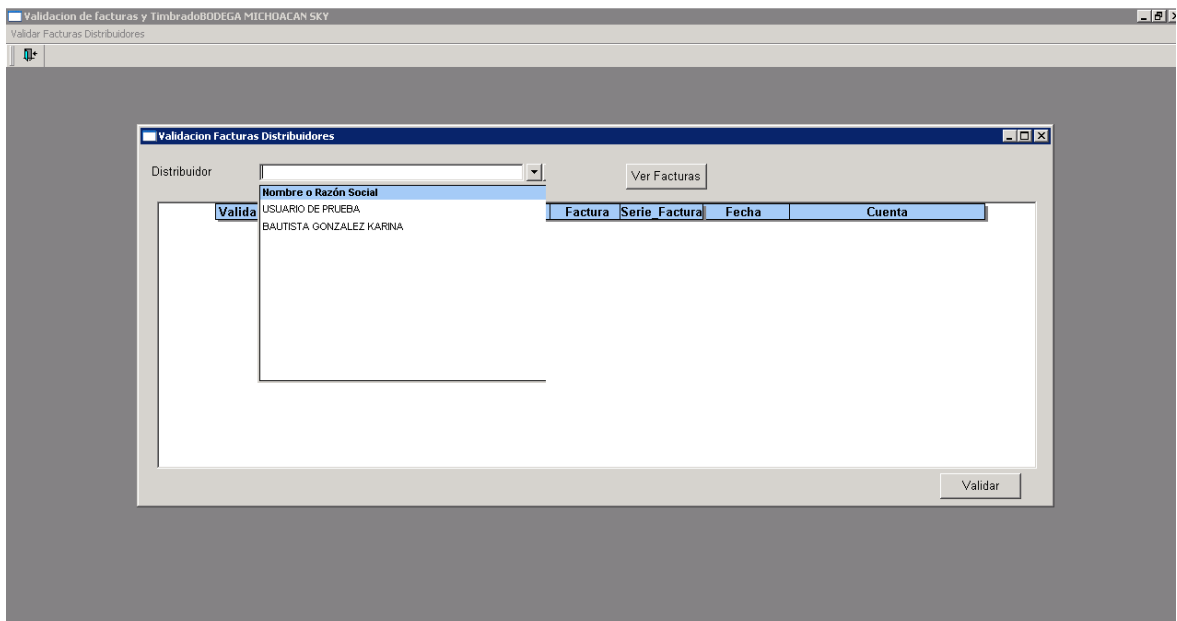 Validacion de facturas y TimbradoBODEGA MICHOACAN SKY
Validar Facturas Distribuidores
Validacion Facturas Distribuidores
Distribuidor
Ver Facturas
Nombre o Razón Social
Valida Factura Serie_Factura Fecha Cuenta
USUARIO DE PRUEBA
BAUTISTA GONZALEZ KARINA
Validar